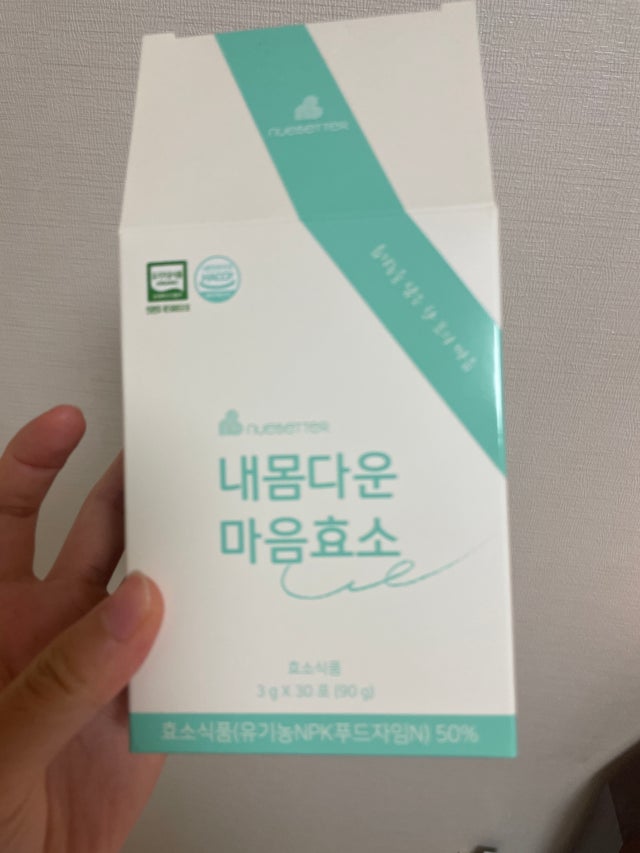 NUEBETTER
HACCP
NUEBETTER
내몸다운
마음효소
효소식품
3 g X 30 포 (90 g)
효소식품(유기농NPK푸드자임N) 50%